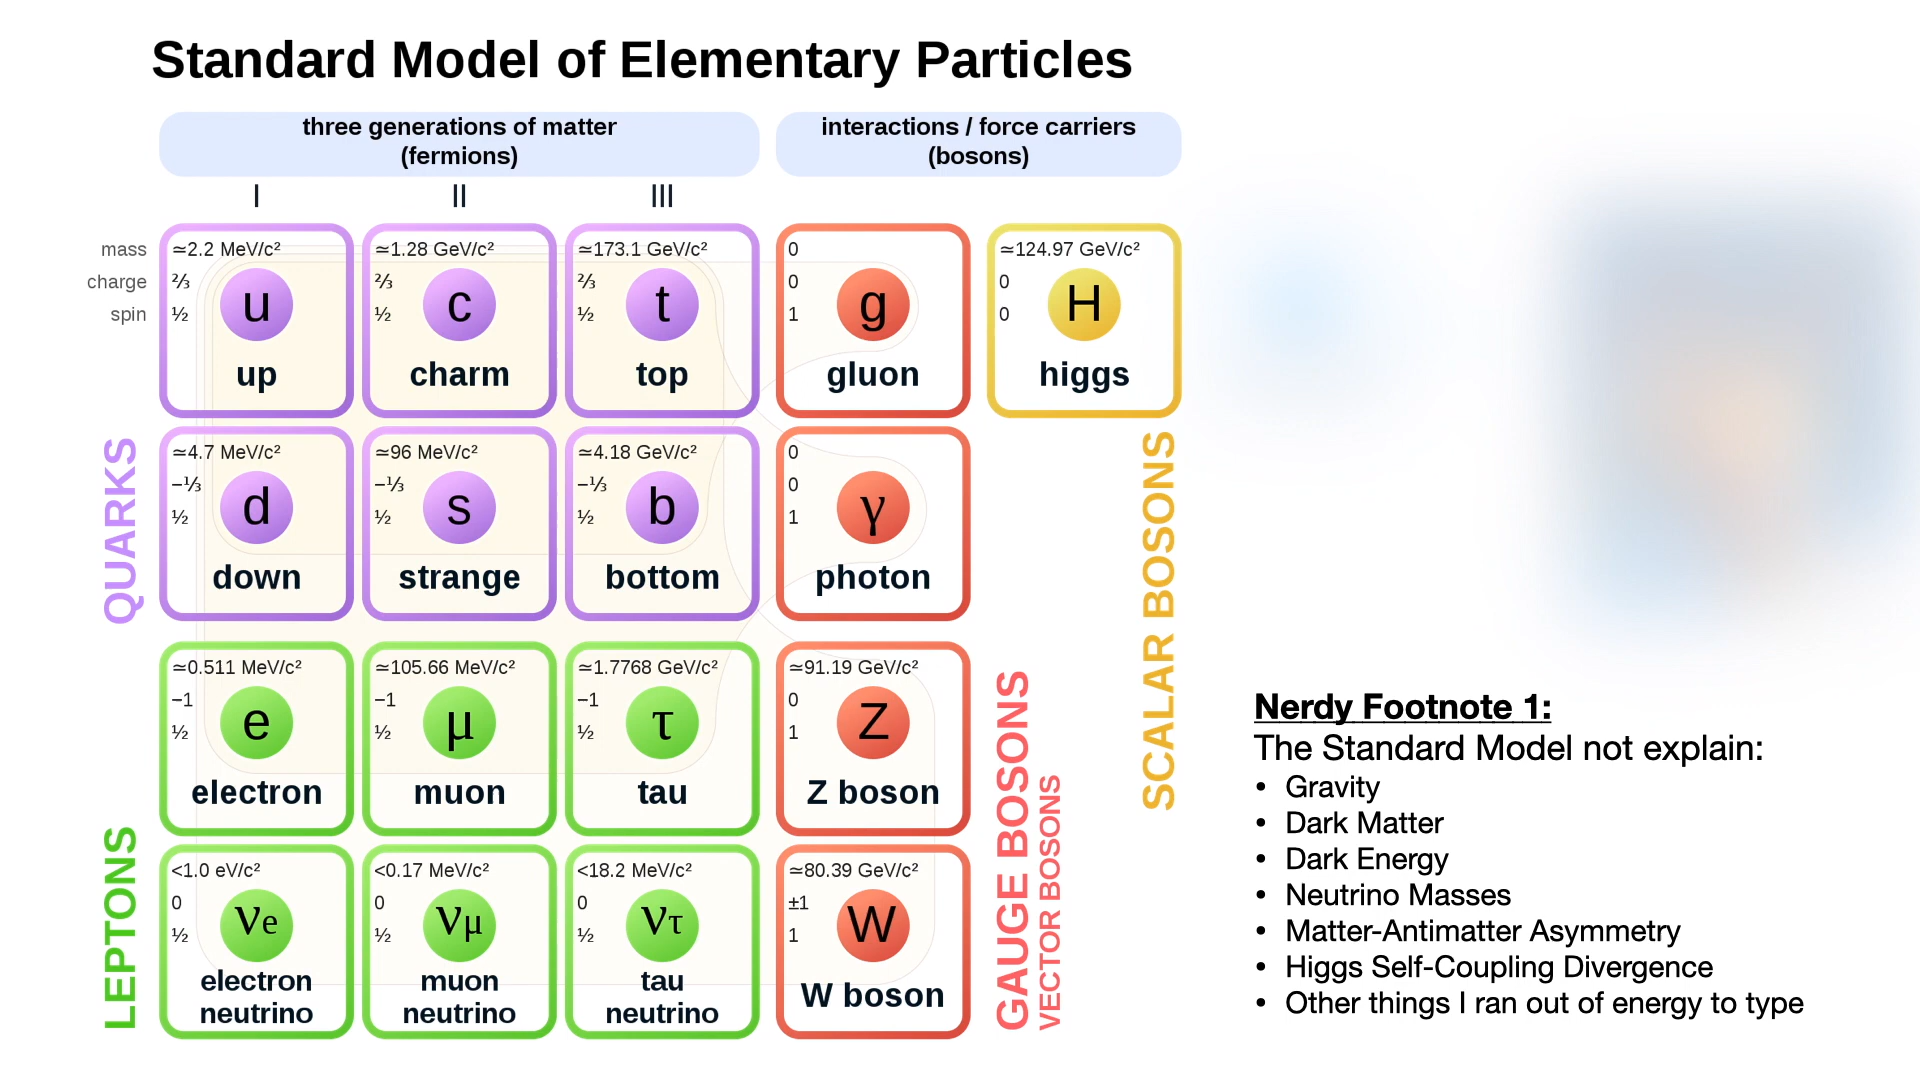 Standard Model of Elementary Particles
three generations of matter
(fermions)
interactions / force carriers
(bosons)
I
II
III
mass
charge
spin
≃2.2 MeV/c²
⅔
½
u
up
≃1.28 GeV/c²
⅔
½
c
charm
≃173.1 GeV/c²
⅔
½
t
top
0
0
1
g
gluon
≃124.97 GeV/c²
0
0
H
higgs
QUARKS
≃4.7 MeV/c²
−⅓
½
d
down
≃96 MeV/c²
−⅓
½
s
strange
≃4.18 GeV/c²
−⅓
½
b
bottom
0
0
1
γ
photon
SCALAR BOSONS
LEPTONS
≃0.511 MeV/c²
−1
½
e
electron
≃105.66 MeV/c²
−1
½
μ
muon
≃1.7768 GeV/c²
−1
½
τ
tau
≃91.19 GeV/c²
0
1
Z
Z boson
<1.0 eV/c²
0
½
νe
electron
neutrino
<0.17 MeV/c²
0
½
νμ
muon
neutrino
<18.2 MeV/c²
0
½
ντ
tau
neutrino
≃80.39 GeV/c²
±1
1
W
W boson
GAUGE BOSONS
VECTOR BOSONS
Nerdy Footnote 1:
The Standard Model not explain:
• Gravity
• Dark Matter
• Dark Energy
• Neutrino Masses
• Matter-Antimatter Asymmetry
• Higgs Self-Coupling Divergence
• Other things I ran out of energy to type